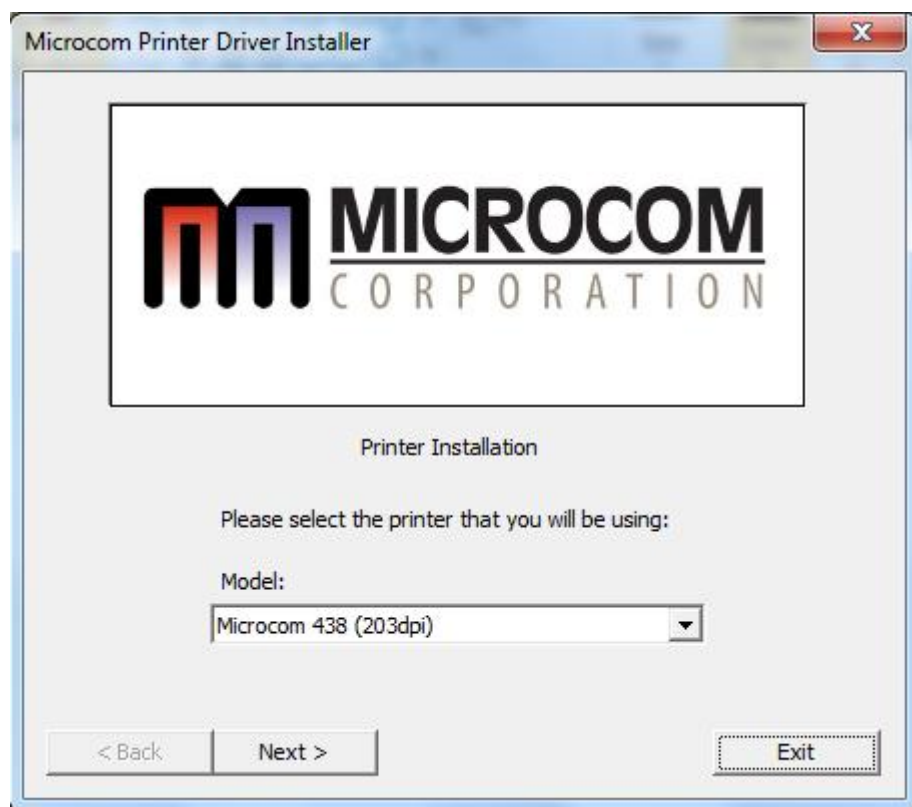 Microcom Printer Driver Installer
MICROCOM
CORPORATION
Printer Installation
Please select the printer that you will be using:
Model:
Microcom 438 (203dpi)
< Back
Next >
Exit